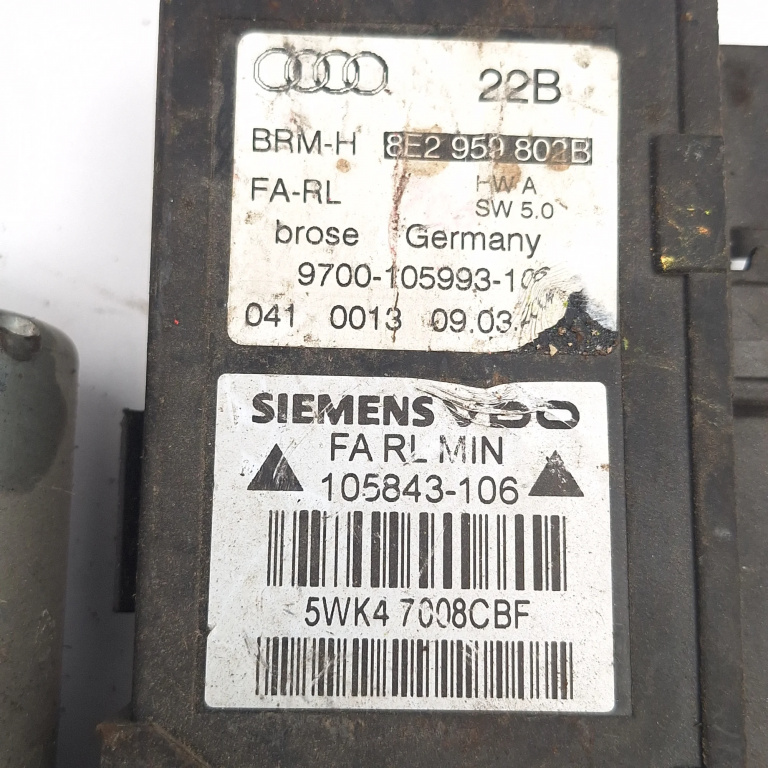 22B
BRM-H 8E2 959 802B
FA-RL HW A
SW 5.0
brose Germany
9700-105993-10
041 0013 09.03
SIEMENS VDO
FA RL MIN
105843-106
5WK4 7008CBF